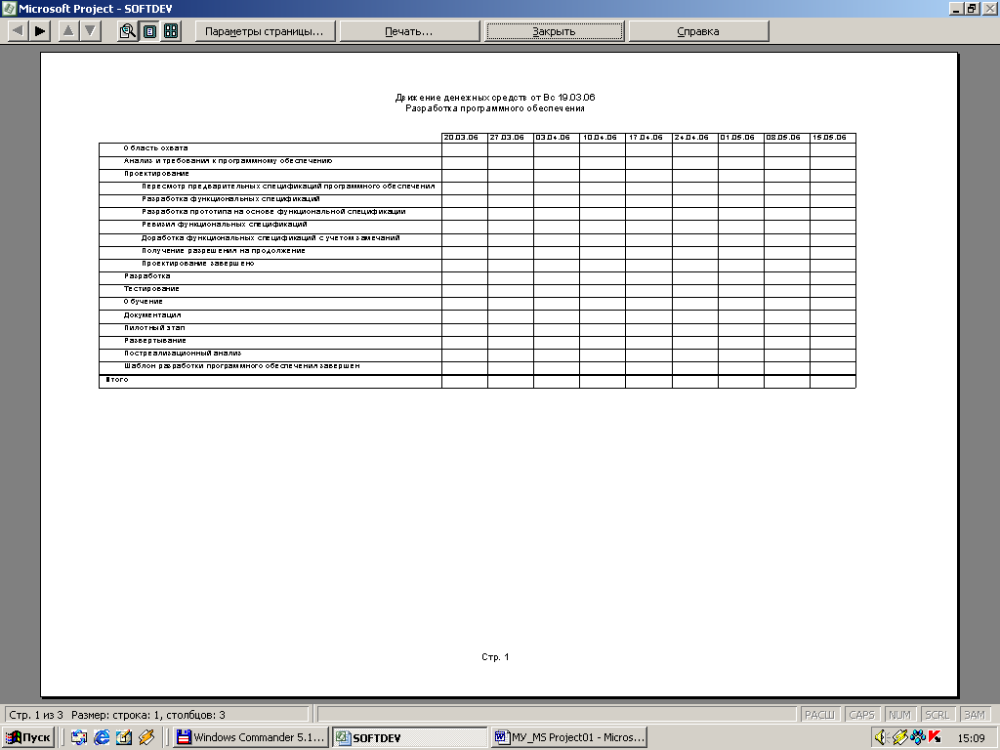 Microsoft Project - SOFTDEV
Параметры страницы... Печать... Закрыть Справка
Движение денежных средств от Вс 19.03.06
Разработка программного обеспечения
20.03.06 27.03.06 03.04.06 10.04.06 17.04.06 24.04.06 01.05.06 08.05.06 15.05.06
Область охвата
Анализ и требования к программному обеспечению
Проектирование
Пересмотр предварительных спецификаций программного обеспечения
Разработка функциональных спецификаций
Разработка прототипа на основе функциональной спецификации
Ревизия функциональных спецификаций
Доработка функциональных спецификаций с учетом замечаний
Получение разрешения на продолжение
Проектирование завершено
Разработка
Тестирование
Обучение
Документация
Пилотный этап
Развертывание
Постреализационный анализ
Шаблон разработки программного обеспечения завершен
Итого
Стр. 1
Стр. 1 из 3 Размер: строка: 1, столбцов: 3 РАСШ CAPS NUM SCRL ЗАМ
Пуск Windows Commander 5.1... SOFTDEV МУ_MS Project01 - Micros... 15:09